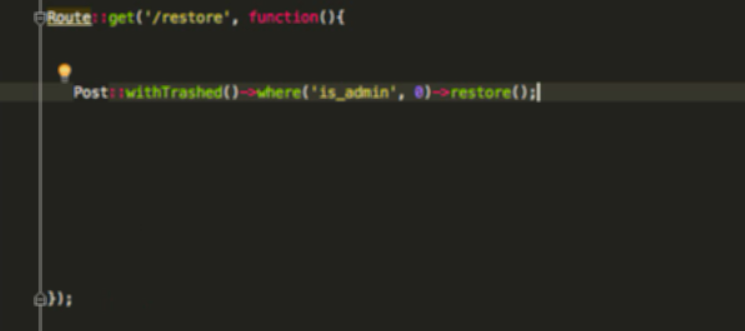 Route::get('/restore', function(){
Post::withTrashed()->where('is_admin', 0)->restore();
});